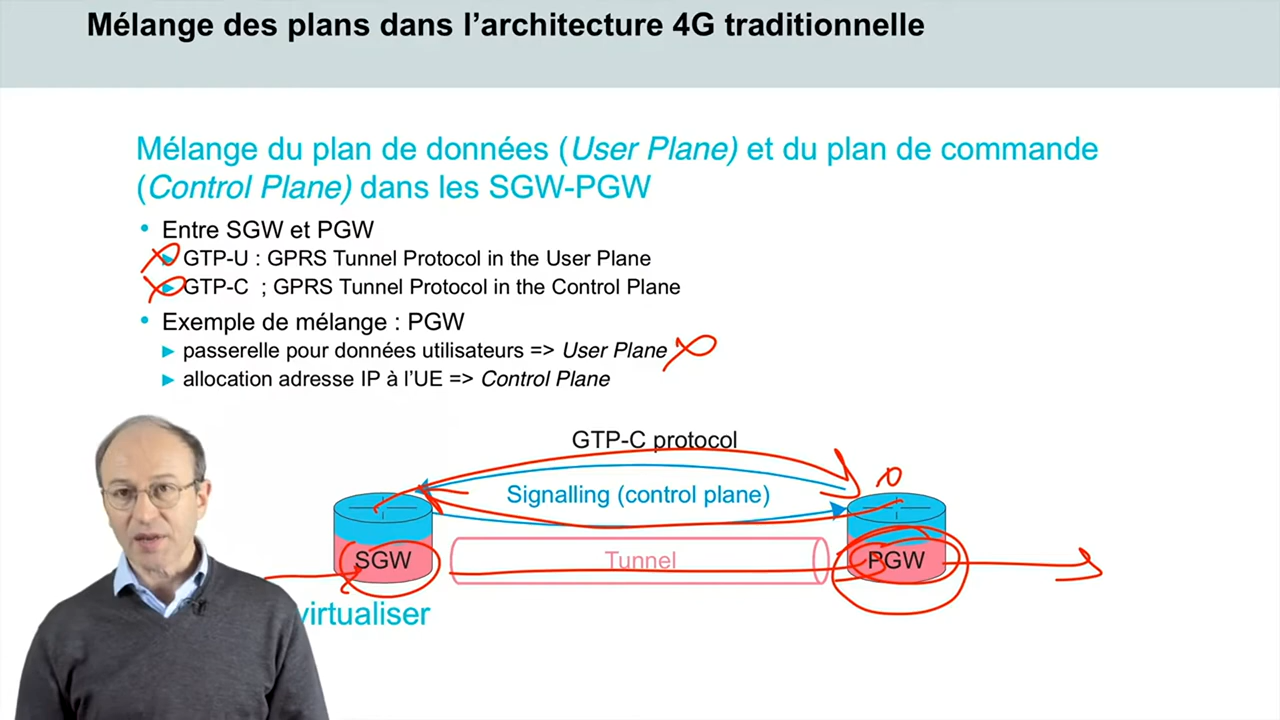 Mélange des plans dans l’architecture 4G traditionnelle
Mélange du plan de données (User Plane) et du plan de commande
(Control Plane) dans les SGW-PGW
• Entre SGW et PGW
► GTP-U : GPRS Tunnel Protocol in the User Plane
► GTP-C ; GPRS Tunnel Protocol in the Control Plane
• Exemple de mélange : PGW
► passerelle pour données utilisateurs => User Plane
► allocation adresse IP à l’UE => Control Plane
GTP-C protocol
Signalling (control plane)
SGW
Tunnel
PGW
virtualiser